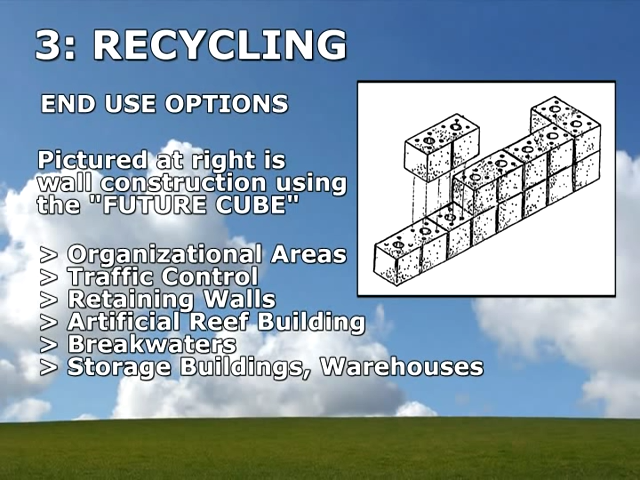 3: RECYCLING
END USE OPTIONS
Pictured at right is
wall construction using
the "FUTURE CUBE"
> Organizational Areas
> Traffic Control
> Retaining Walls
> Artificial Reef Building
> Breakwaters
> Storage Buildings, Warehouses